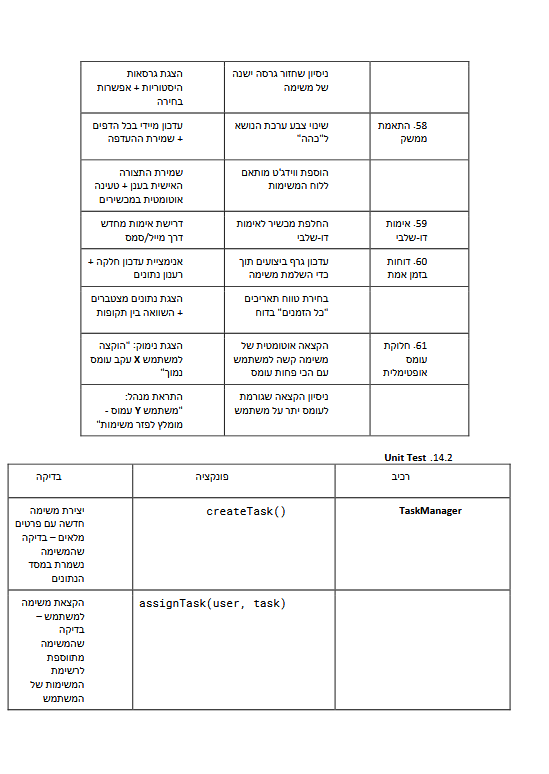 ניסיון שחזור גרסה ישנה
של משימה
הצגת גרסאות
היסטוריות + אפשרות
בחירה
58. התאמת
ממשק
שינוי צבע ערכת הנושא
ל"כהה"
עדכון מיידי בכל הדפים
+ שמירת ההעדפה
הוספת ווידג'ט מותאם
ללוח המשימות
שמירת התצורה
האישית בענן + טעינה
אוטומטית במכשירים
59. אימות
דו-שלבי
החלפת מכשיר לאימות
דו-שלבי
דרישת אימות מחדש
דרך מייל/סמס
60. דוחות
בזמן אמת
עדכון גרף ביצועים תוך
כדי השלמת משימה
אנימציית עדכון חלקה +
רענון נתונים
בחירת טווח תאריכים
"כל הזמנים" בדוח
הצגת נתונים מצטברים
+ השוואה בין תקופות
61. חלוקת
עומס
אופטימלית
הקצאה אוטומטית של
משימה קשה למשתמש
עם הכי פחות עומס
הצגת נימוק: "הוקצה
למשתמש X עקב עומס
נמוך"
ניסיון הקצאה שגורמת
לעומס יתר על משתמש
התראת מנהל:
"משתמש Y עמוס -
מומלץ לפזר משימות"
14.2. Unit Test
רכיב
פונקציה
בדיקה
TaskManager
createTask()
יצירת משימה
חדשה עם פרטים
מלאים – בדיקה
שהמשימה
נשמרת במסד
הנתונים
assignTask(user, task)
הקצאת משימה
למשתמש –
בדיקה
שהמשימה
מתווספת
לרשימת
המשימות של
המשתמש